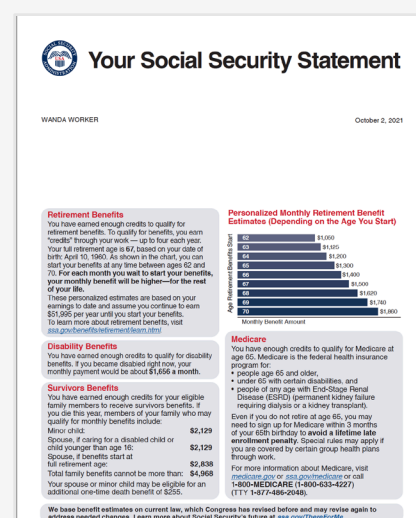 Your Social Security Statement
WANDA WORKER
October 2, 2021
Retirement Benefits
You have earned enough credits to qualify for
retirement benefits. To qualify for benefits, you earn
"credits" through your work — up to four each year.
Your full retirement age is 67, based on your date of
birth: April 10, 1960. As shown in the chart, you can
start your benefits at any time between ages 62 and
70. For each month you wait to start your benefits,
your monthly benefit will be higher—for the rest
of your life.
These personalized estimates are based on your
earnings to date and assume you continue to earn
$51,995 per year until you start your benefits.
To learn more about retirement benefits, visit
ssa.gov/benefits/retirement/learn.html
Disability Benefits
You have earned enough credits to qualify for disability
benefits. If you became disabled right now, your
monthly payment would be about $1,656 a month.
Survivors Benefits
You have earned enough credits for your eligible
family members to receive survivors benefits. If
you die this year, members of your family who may
qualify for monthly benefits include:
Minor child: $2,129
Spouse, if caring for a disabled child or
child younger than age 16: $2,129
Spouse, if benefits start at
full retirement age: $2,838
Total family benefits cannot be more than: $4,968
Your spouse or minor child may be eligible for an
additional one-time death benefit of $255.
Personalized Monthly Retirement Benefit
Estimates (Depending on the Age You Start)
Age Retirement Benefits Start
62 $1,050
63 $1,125
64 $1,200
65 $1,300
66 $1,400
67 $1,500
68 $1,620
69 $1,740
70 $1,860
Monthly Benefit Amount
Medicare
You have enough credits to qualify for Medicare at
age 65. Medicare is the federal health insurance
program for:
• people age 65 and older,
• under 65 with certain disabilities, and
• people of any age with End-Stage Renal
Disease (ESRD) (permanent kidney failure
requiring dialysis or a kidney transplant).
Even if you do not retire at age 65, you may
need to sign up for Medicare within 3 months
of your 65th birthday to avoid a lifetime late
enrollment penalty. Special rules may apply if
you are covered by certain group health plans
through work.
For more information about Medicare, visit
medicare.gov or ssa.gov/medicare or call
1-800-MEDICARE (1-800-633-4227)
(TTY 1-877-486-2048).
We base benefit estimates on current law, which Congress has revised before and may revise again to
address needed changes. Learn more about Social Security's future at ssa.gov/ThereForMe